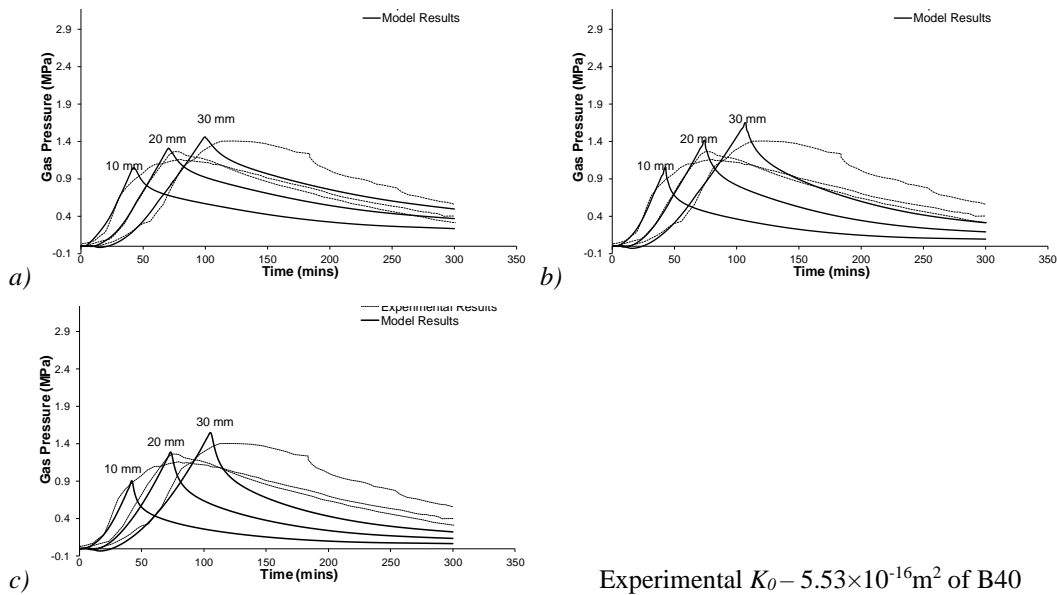 Model Results
2.9
2.4
1.9
1.4
0.9
0.4
-0.1
Gas Pressure (MPa)
10 mm
20 mm
30 mm
0 50 100 150 200 250 300 350
Time (mins)
a)
Model Results
2.9
2.4
1.9
1.4
0.9
0.4
-0.1
Gas Pressure (MPa)
10 mm
20 mm
30 mm
0 50 100 150 200 250 300 350
Time (mins)
b)
Experimental Results
Model Results
2.9
2.4
1.9
1.4
0.9
0.4
-0.1
Gas Pressure (MPa)
10 mm
20 mm
30 mm
0 50 100 150 200 250 300 350
Time (mins)
c)
Experimental K₀ – 5.53×10⁻¹⁶m² of B40